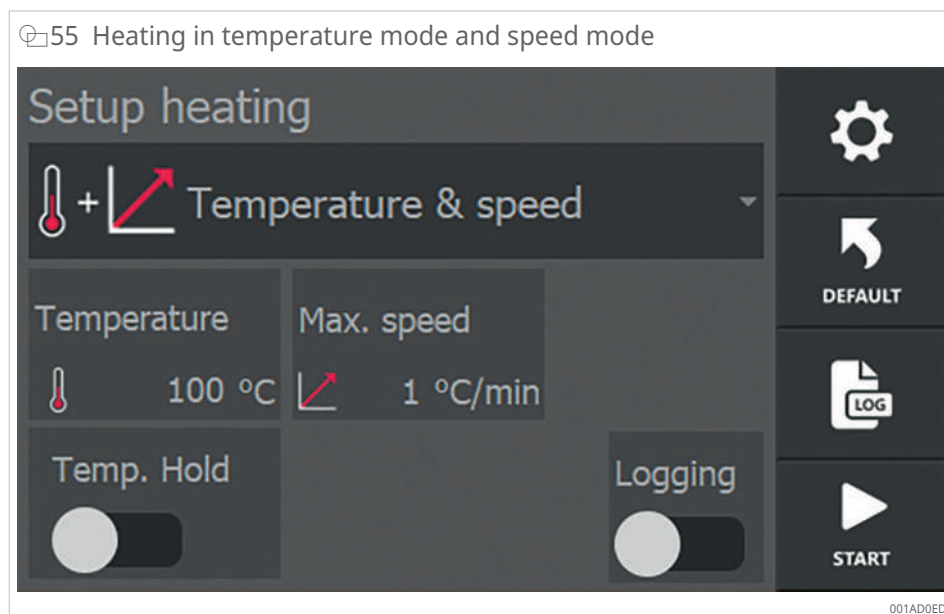 55 Heating in temperature mode and speed mode
Setup heating
+ Temperature & speed
Temperature
100 °C
Max. speed
1 °C/min
Temp. Hold
Logging
DEFAULT
LOG
START
001AD0ED